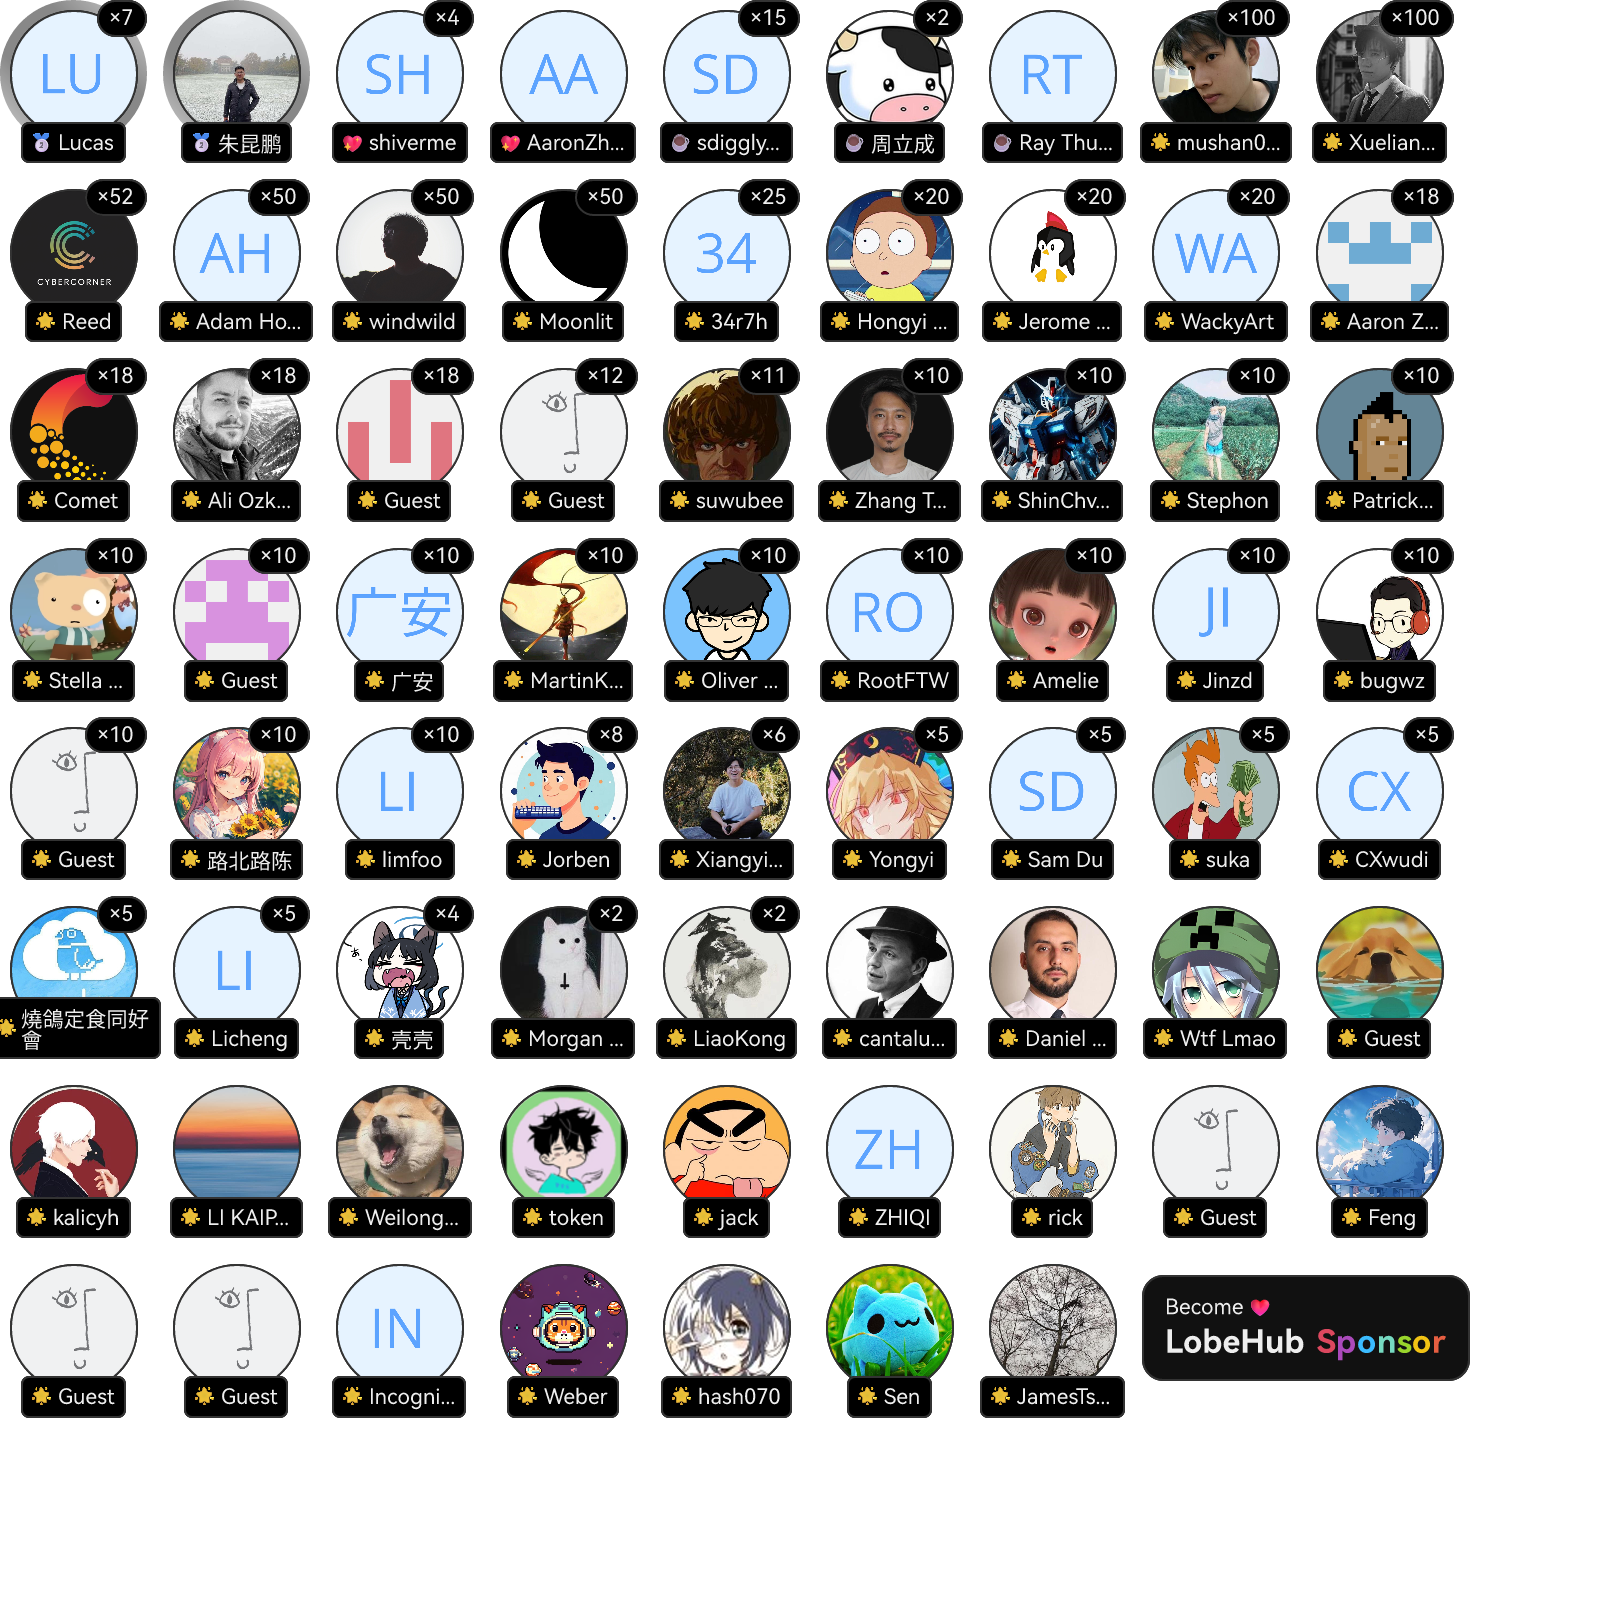 ×7
×4
×15
×2
×100
×100
LU
SH
AA
SD
RT
Lucas
朱昆鹏
shiverme
AaronZh...
sdiggly...
周立成
Ray Thu...
mushan0...
Xuelian...
×52
×50
×50
×50
×25
×20
×20
×20
×18
CYBERCORNER
AH
34
WA
Reed
Adam Ho...
windwild
Moonlit
34r7h
Hongyi ...
Jerome ...
WackyArt
Aaron Z...
×18
×18
×18
×12
×11
×10
×10
×10
×10
Comet
Ali Ozk...
Guest
Guest
suwubee
Zhang T...
ShinChv...
Stephon
Patrick...
×10
×10
×10
×10
×10
×10
×10
×10
×10
广安
RO
JI
Stella ...
Guest
广安
MartinK...
Oliver ...
RootFTW
Amelie
Jinzd
bugwz
×10
×10
×10
×8
×6
×5
×5
×5
×5
LI
SD
CX
Guest
路北路陈
limfoo
Jorben
Xiangyi...
Yongyi
Sam Du
suka
CXwudi
×5
×5
×4
×2
×2
LI
燒鴿定食同好
會
Licheng
壳壳
Morgan ...
LiaoKong
cantalu...
Daniel ...
Wtf Lmao
Guest
ZH
kalicyh
LI KAIP...
Weilong...
token
jack
ZHIQI
rick
Guest
Feng
IN
Guest
Guest
Incogni...
Weber
hash070
Sen
JamesTs...
Become
LobeHub Sponsor